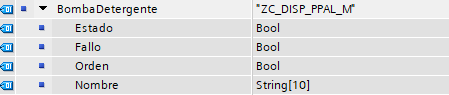 BombaDetergente "ZC_DISP_PPAL_M"
Estado Bool
Fallo Bool
Orden Bool
Nombre String[10]